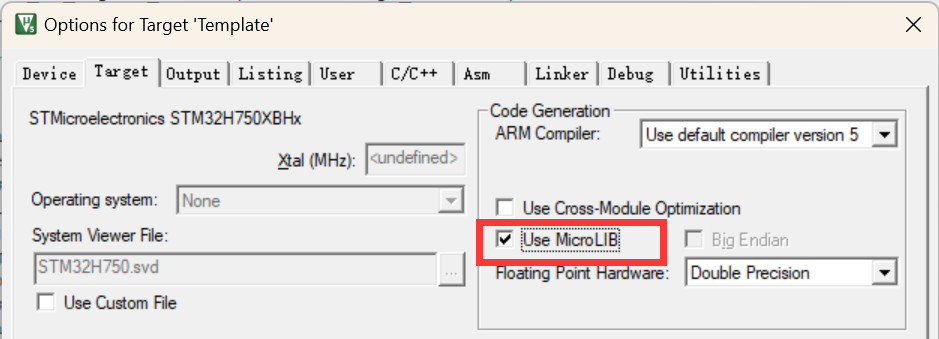 Options for Target 'Template'
Device Target Output Listing User C/C++ Asm Linker Debug Utilities
STMicroelectronics STM32H750XBHx
Xtal (MHz): <undefined>
Operating system: None
System Viewer File:
STM32H750.svd ...
Use Custom File
Code Generation
ARM Compiler: Use default compiler version 5
Use Cross-Module Optimization
Use MicroLIB Big Endian
Floating Point Hardware: Double Precision